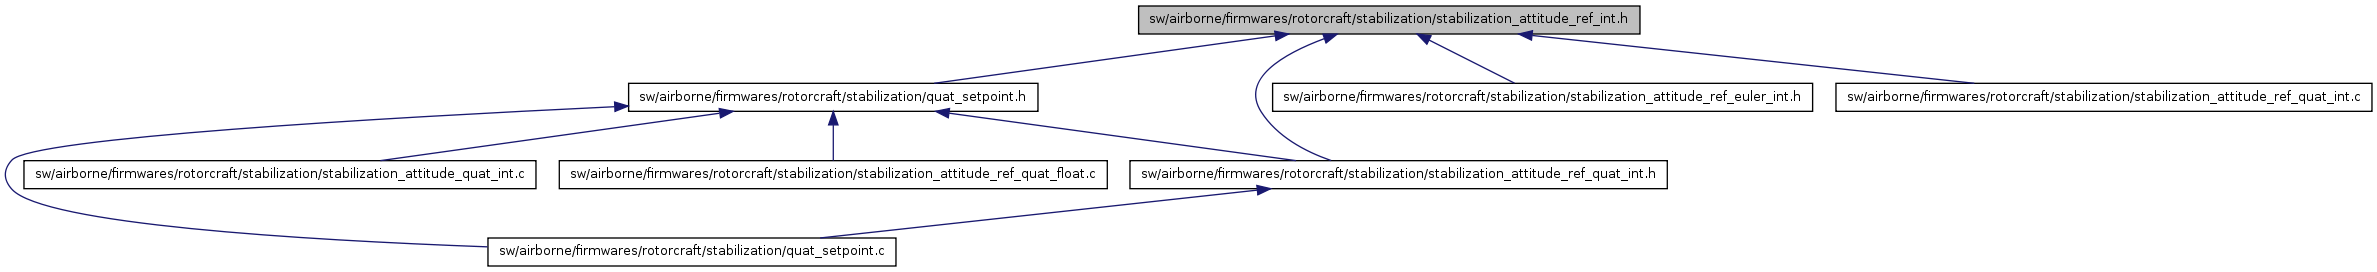 sw/airborne/firmwares/rotorcraft/stabilization/stabilization_attitude_ref_int.h
sw/airborne/firmwares/rotorcraft/stabilization/quat_setpoint.h
sw/airborne/firmwares/rotorcraft/stabilization/stabilization_attitude_ref_euler_int.h
sw/airborne/firmwares/rotorcraft/stabilization/stabilization_attitude_ref_quat_int.c
sw/airborne/firmwares/rotorcraft/stabilization/stabilization_attitude_quat_int.c
sw/airborne/firmwares/rotorcraft/stabilization/stabilization_attitude_ref_quat_float.c
sw/airborne/firmwares/rotorcraft/stabilization/stabilization_attitude_ref_quat_int.h
sw/airborne/firmwares/rotorcraft/stabilization/quat_setpoint.c